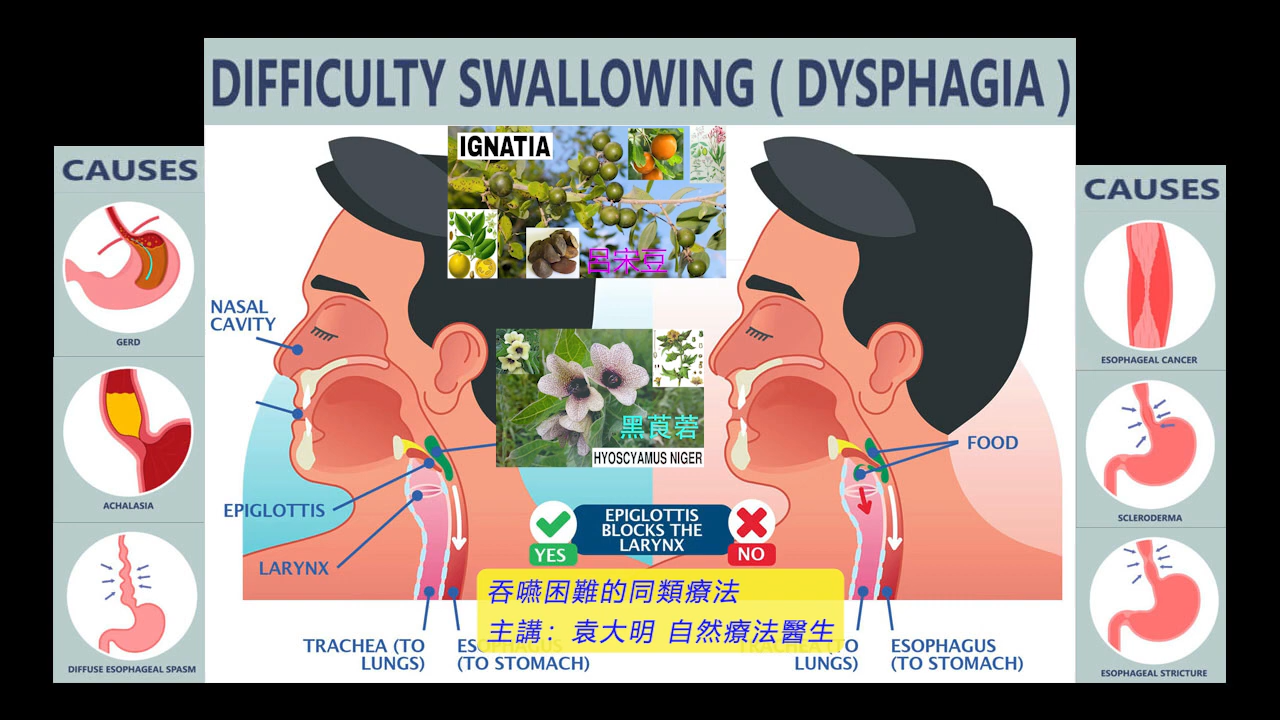 DIFFICULTY SWALLOWING ( DYSPHAGIA )
CAUSES
GERD
ACHALASIA
DIFFUSE ESOPHAGEAL SPASM
NASAL
CAVITY
EPIGLOTTIS
LARYNX
TRACHEA (TO
LUNGS)
ESOPHAGUS
(TO STOMACH)
IGNATIA
呂宋豆
黑莨菪
HYOSCYAMUS NIGER
YES
EPIGLOTTIS
BLOCKS THE
LARYNX
NO
吞嚥困難的同類療法
主講：袁大明 自然療法醫生
FOOD
TRACHEA (TO
LUNGS)
ESOPHAGUS
(TO STOMACH)
CAUSES
ESOPHAGEAL CANCER
SCLERODERMA
ESOPHAGEAL STRICTURE